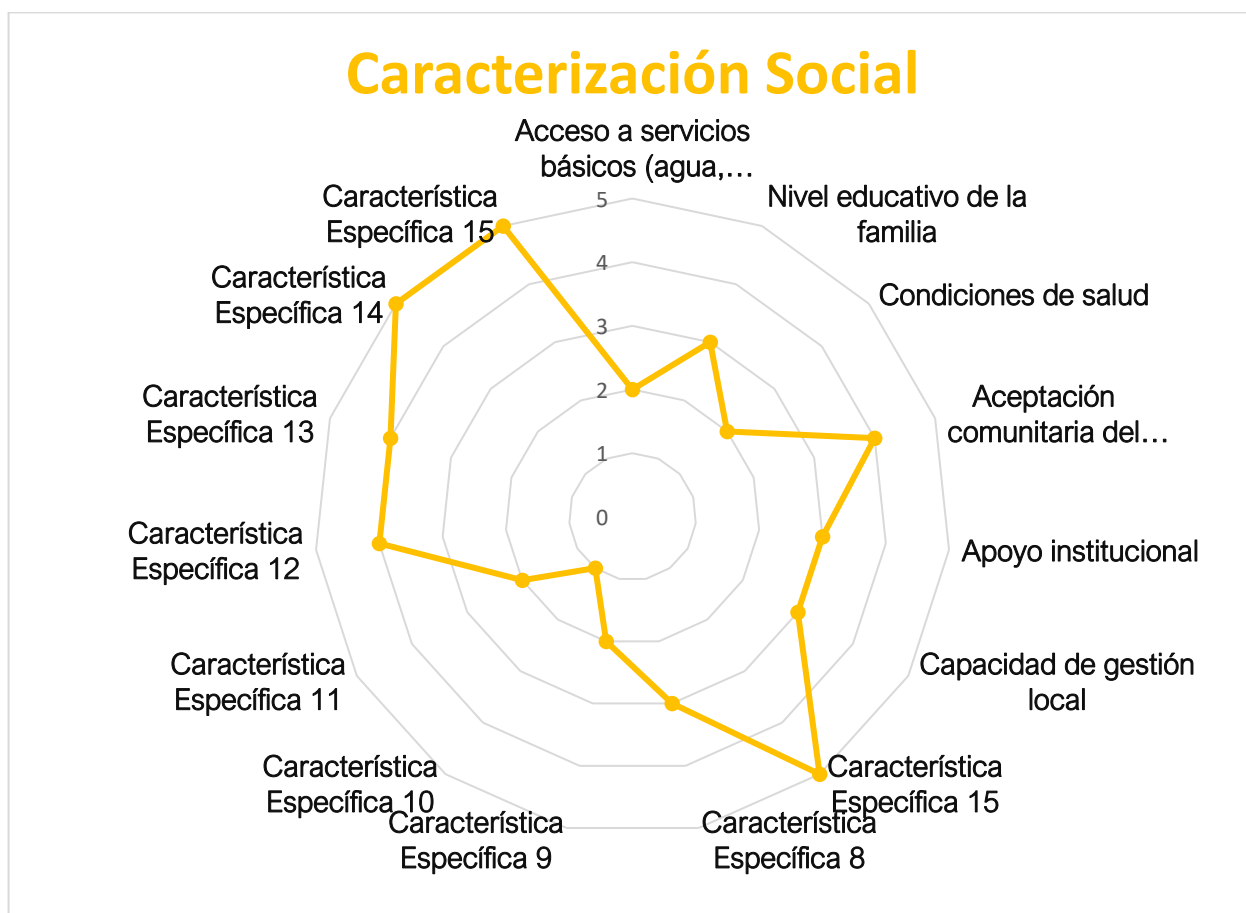 Caracterización Social
Acceso a servicios
básicos (agua,…
Nivel educativo de la
familia
Condiciones de salud
Aceptación
comunitaria del…
Apoyo institucional
Capacidad de gestión
local
Característica
Específica 15
Característica
Específica 8
Característica
Específica 9
Característica
Específica 10
Característica
Específica 11
Característica
Específica 12
Característica
Específica 13
Característica
Específica 14
Característica
Específica 15
5
4
3
2
1
0